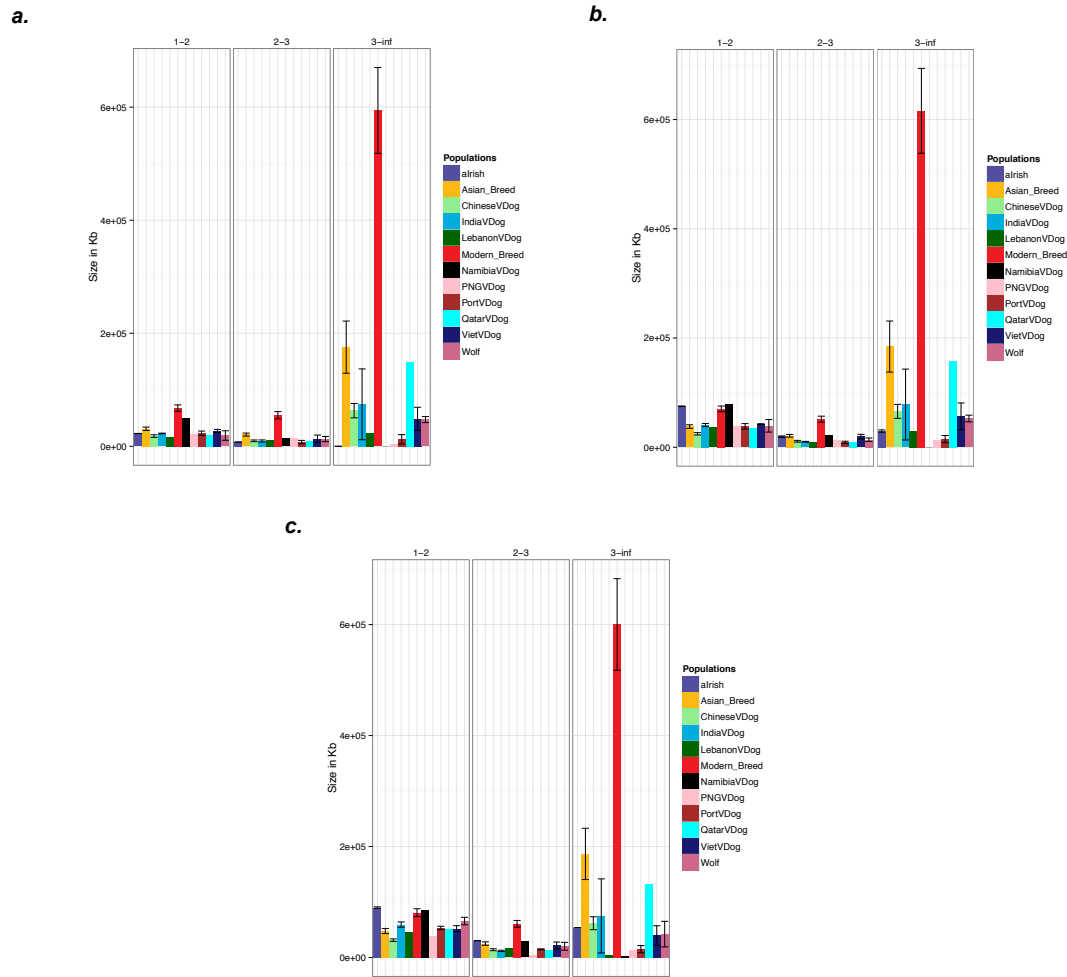 a.
1−2
2−3
3−inf
6e+05
4e+05
2e+05
0e+00
Size in Kb
Populations
aIrish
Asian_Breed
ChineseVDog
IndiaVDog
LebanonVDog
Modern_Breed
NamibiaVDog
PNGVDog
PortVDog
QatarVDog
VietVDog
Wolf
b.
1−2
2−3
3−inf
6e+05
4e+05
2e+05
0e+00
Size in Kb
Populations
aIrish
Asian_Breed
ChineseVDog
IndiaVDog
LebanonVDog
Modern_Breed
NamibiaVDog
PNGVDog
PortVDog
QatarVDog
VietVDog
Wolf
c.
1−2
2−3
3−inf
6e+05
4e+05
2e+05
0e+00
Size in Kb
Populations
aIrish
Asian_Breed
ChineseVDog
IndiaVDog
LebanonVDog
Modern_Breed
NamibiaVDog
PNGVDog
PortVDog
QatarVDog
VietVDog
Wolf